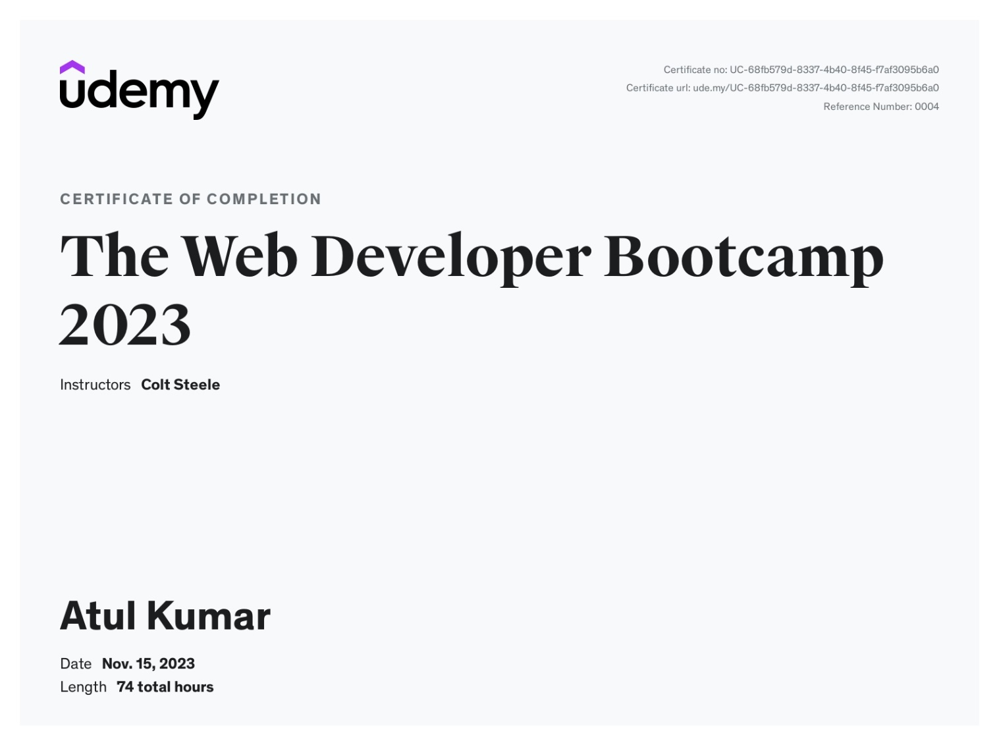 udemy
Certificate no: UC-68fb579d-8337-4b40-8f45-f7af3095b6a0
Certificate url: ude.my/UC-68fb579d-8337-4b40-8f45-f7af3095b6a0
Reference Number: 0004
CERTIFICATE OF COMPLETION
The Web Developer Bootcamp
2023
Instructors Colt Steele
Atul Kumar
Date Nov. 15, 2023
Length 74 total hours